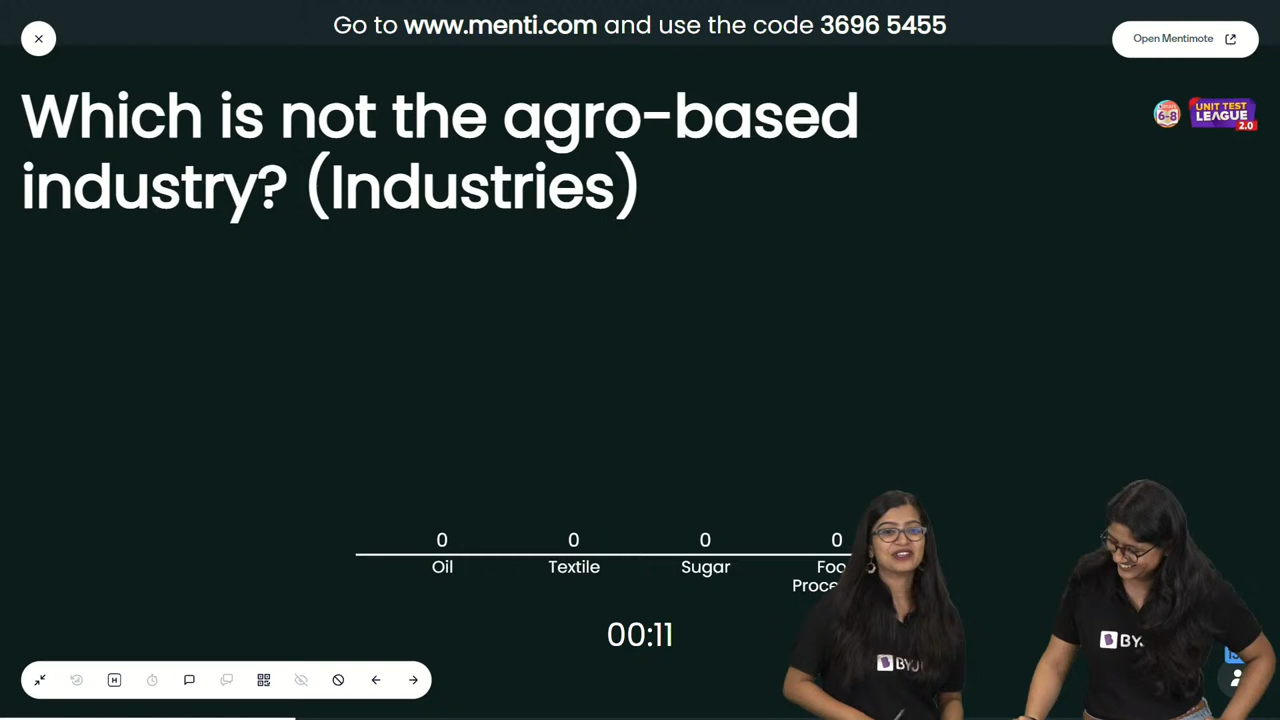 Go to www.menti.com and use the code 3696 5455
Open Mentimote
Which is not the agro-based
industry? (Industries)
6-8
UNIT TEST
LEAGUE
2.0
0 0 0 0
Oil Textile Sugar
00:11
H